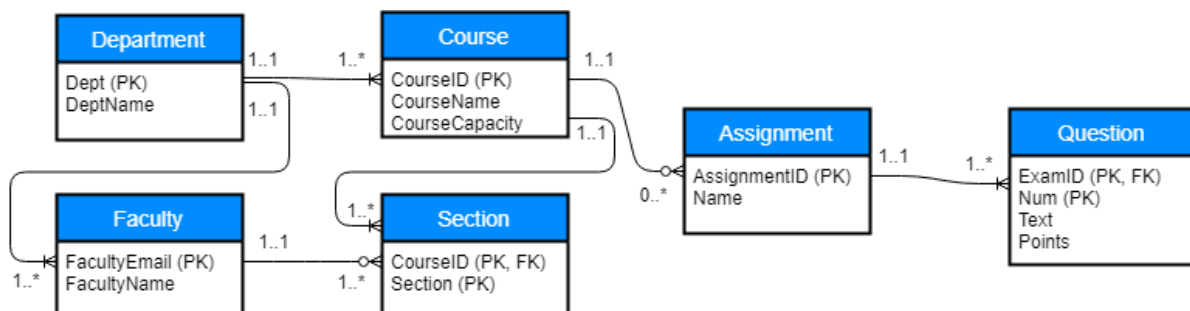 Department
Dept (PK)
DeptName
1..1
1..1
1..*
Course
CourseID (PK)
CourseName
CourseCapacity
1..1
1..1
0..*
Assignment
AssignmentID (PK)
Name
1..1
1..*
Question
ExamID (PK, FK)
Num (PK)
Text
Points
1..*
Faculty
FacultyEmail (PK)
FacultyName
1..1
1..*
1..*
Section
CourseID (PK, FK)
Section (PK)